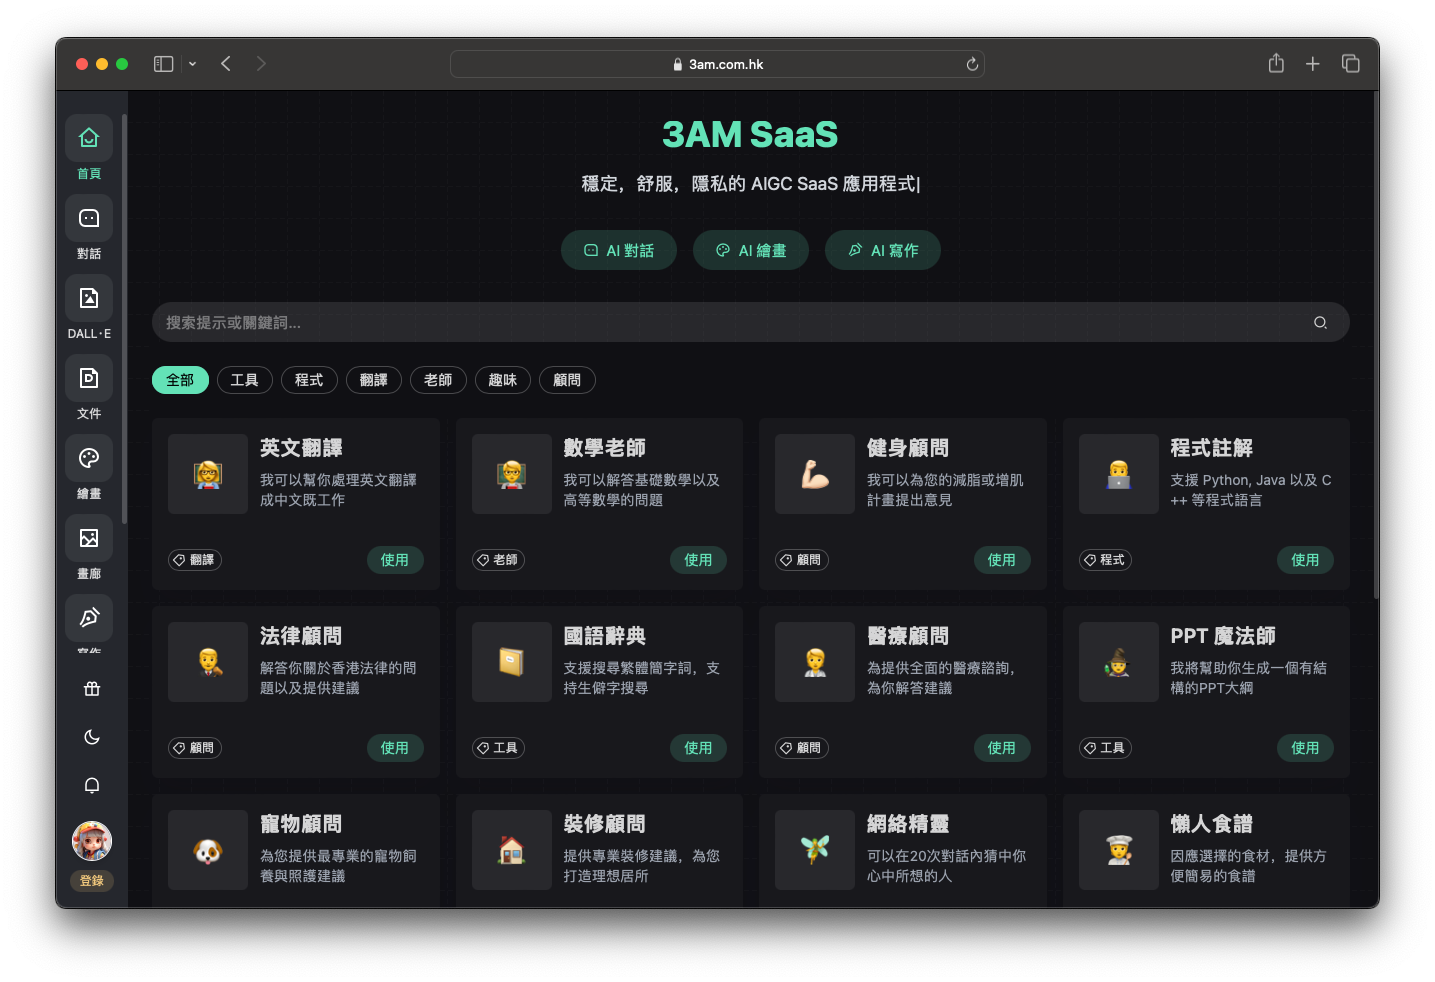 3am.com.hk
首頁
對話
DALL·E
文件
繪畫
畫廊
寫作
登錄
3AM SaaS
穩定，舒服，隱私的 AIGC SaaS 應用程式|
AI 對話
AI 繪畫
AI 寫作
搜索提示或關鍵詞...
全部
工具
程式
翻譯
老師
趣味
顧問
英文翻譯
我可以幫你處理英文翻譯
成中文既工作
翻譯
使用
數學老師
我可以解答基礎數學以及
高等數學的問題
老師
使用
健身顧問
我可以為您的減脂或增肌
計畫提出意見
顧問
使用
程式註解
支援 Python, Java 以及 C
++ 等程式語言
程式
使用
法律顧問
解答你關於香港法律的問
題以及提供建議
顧問
使用
國語辭典
支援搜尋繁體簡字詞，支
持生僻字搜尋
工具
使用
醫療顧問
為提供全面的醫療諮詢，
為你解答建議
顧問
使用
PPT 魔法師
我將幫助你生成一個有結
構的PPT大綱
工具
使用
寵物顧問
為您提供最專業的寵物飼
養與照護建議
裝修顧問
提供專業裝修建議，為您
打造理想居所
網絡精靈
可以在20次對話內猜中你
心中所想的人
懶人食譜
因應選擇的食材，提供方
便簡易的食譜